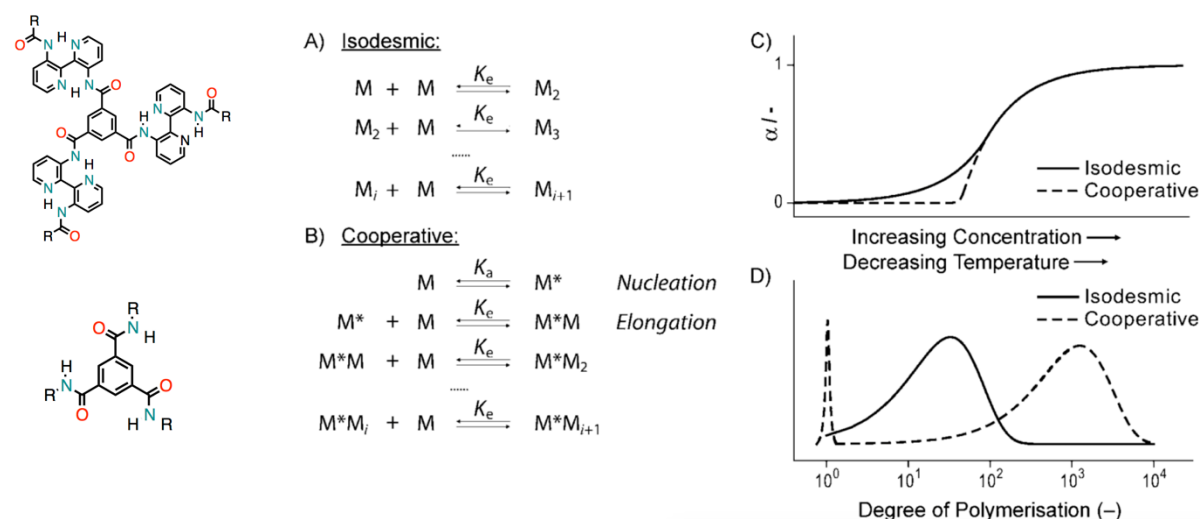 R
O
N
H
N
N
N
H
O
N
H
O
N
H
N
N
N
H
O
R
O
N
H
N
N
N
H
R
O
R
O
N
H
H
N
R
O
O
N
H
R
A) Isodesmic:
M + M Ke M2
M2 + M Ke M3
......
Mi + M Ke Mi+1
B) Cooperative:
M Ka M* Nucleation
M* + M Ke M*M Elongation
M*M + M Ke M*M2
......
M*Mi + M Ke M*Mi+1
C)
1
α / -
0
Isodesmic
Cooperative
Increasing Concentration
Decreasing Temperature
D)
Isodesmic
Cooperative
10^0 10^1 10^2 10^3 10^4
Degree of Polymerisation (–)